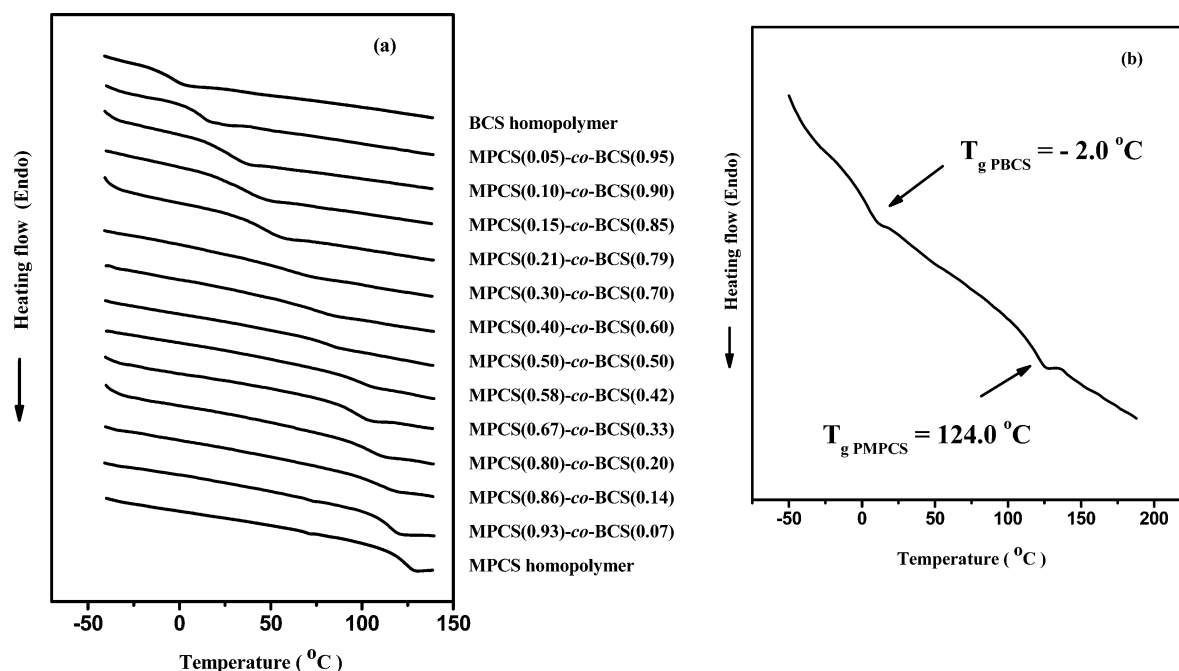 (a)
Heating flow (Endo)
BCS homopolymer
MPCS(0.05)-co-BCS(0.95)
MPCS(0.10)-co-BCS(0.90)
MPCS(0.15)-co-BCS(0.85)
MPCS(0.21)-co-BCS(0.79)
MPCS(0.30)-co-BCS(0.70)
MPCS(0.40)-co-BCS(0.60)
MPCS(0.50)-co-BCS(0.50)
MPCS(0.58)-co-BCS(0.42)
MPCS(0.67)-co-BCS(0.33)
MPCS(0.80)-co-BCS(0.20)
MPCS(0.86)-co-BCS(0.14)
MPCS(0.93)-co-BCS(0.07)
MPCS homopolymer
-50 0 50 100 150
Temperature ( °C )
(b)
Heating flow (Endo)
Tg PBCS = - 2.0 °C
Tg PMPCS = 124.0 °C
-50 0 50 100 150 200
Temperature ( °C )